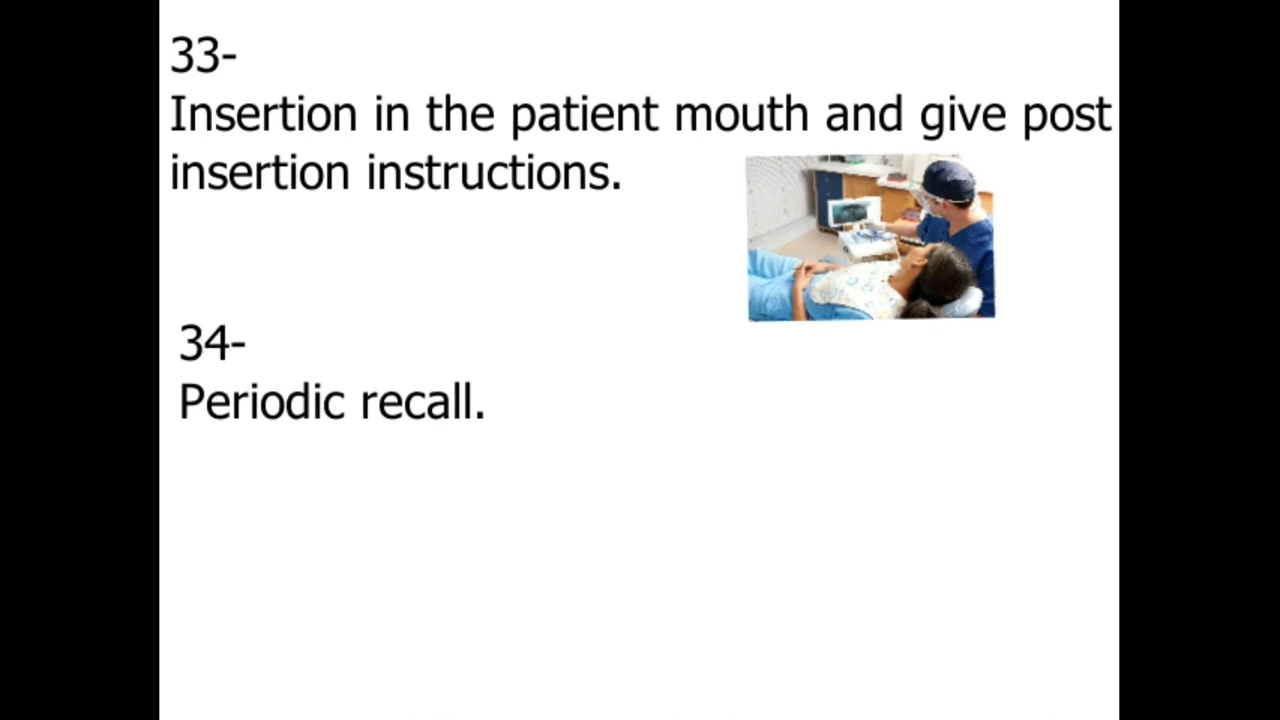 33-
Insertion in the patient mouth and give post
insertion instructions.
34-
Periodic recall.